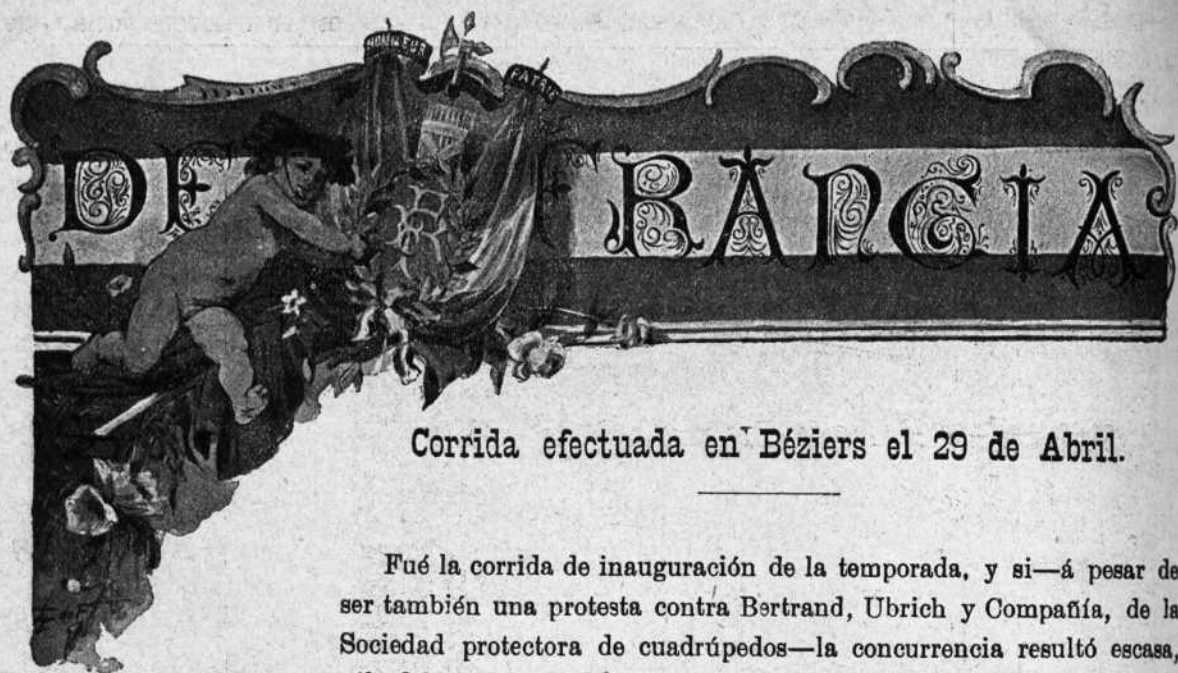 HONNEUR
PATRIE
DE FRANCIA
Corrida efectuada en Béziers el 29 de Abril.
Fué la corrida de inauguración de la temporada, y si—á pesar de
ser también una protesta contra Bertrand, Ubrich y Compañía, de la
Sociedad protectora de cuadrúpedos—la concurrencia resultó escasa,